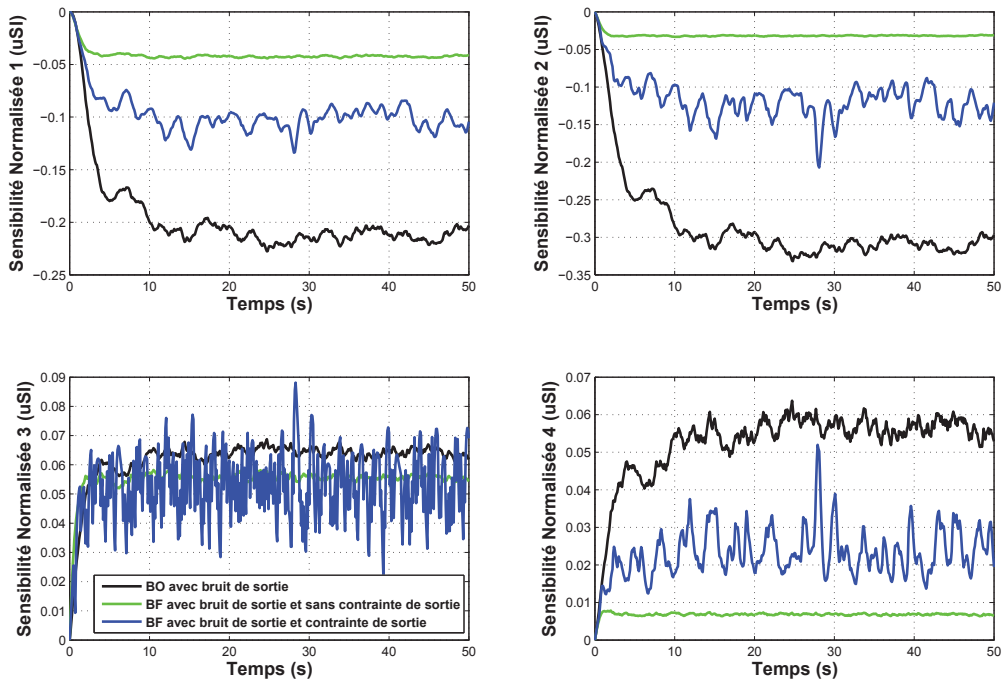 0
−0.05
−0.1
−0.15
−0.2
−0.25
0 10 20 30 40 50
Temps (s)
Sensibilité Normalisée 1 (uSI)
0
−0.05
−0.1
−0.15
−0.2
−0.25
−0.3
−0.35
0 10 20 30 40 50
Temps (s)
Sensibilité Normalisée 2 (uSI)
0.09
0.08
0.07
0.06
0.05
0.04
0.03
0.02
0.01
0
0 10 20 30 40 50
Temps (s)
Sensibilité Normalisée 3 (uSI)
BO avec bruit de sortie
BF avec bruit de sortie et sans contrainte de sortie
BF avec bruit de sortie et contrainte de sortie
0.07
0.06
0.05
0.04
0.03
0.02
0.01
0
0 10 20 30 40 50
Temps (s)
Sensibilité Normalisée 4 (uSI)